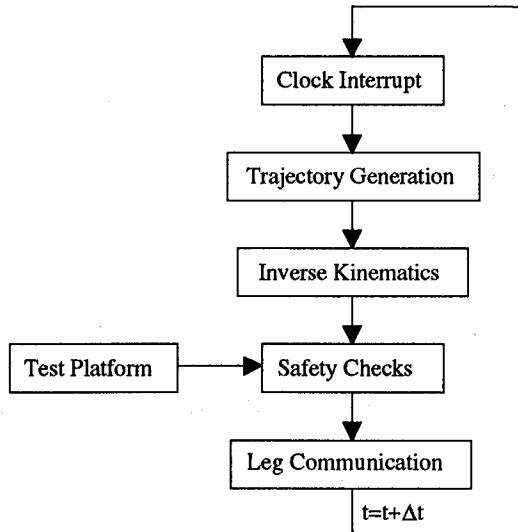 Clock Interrupt
Trajectory Generation
Inverse Kinematics
Test Platform
Safety Checks
Leg Communication
t=t+Δt